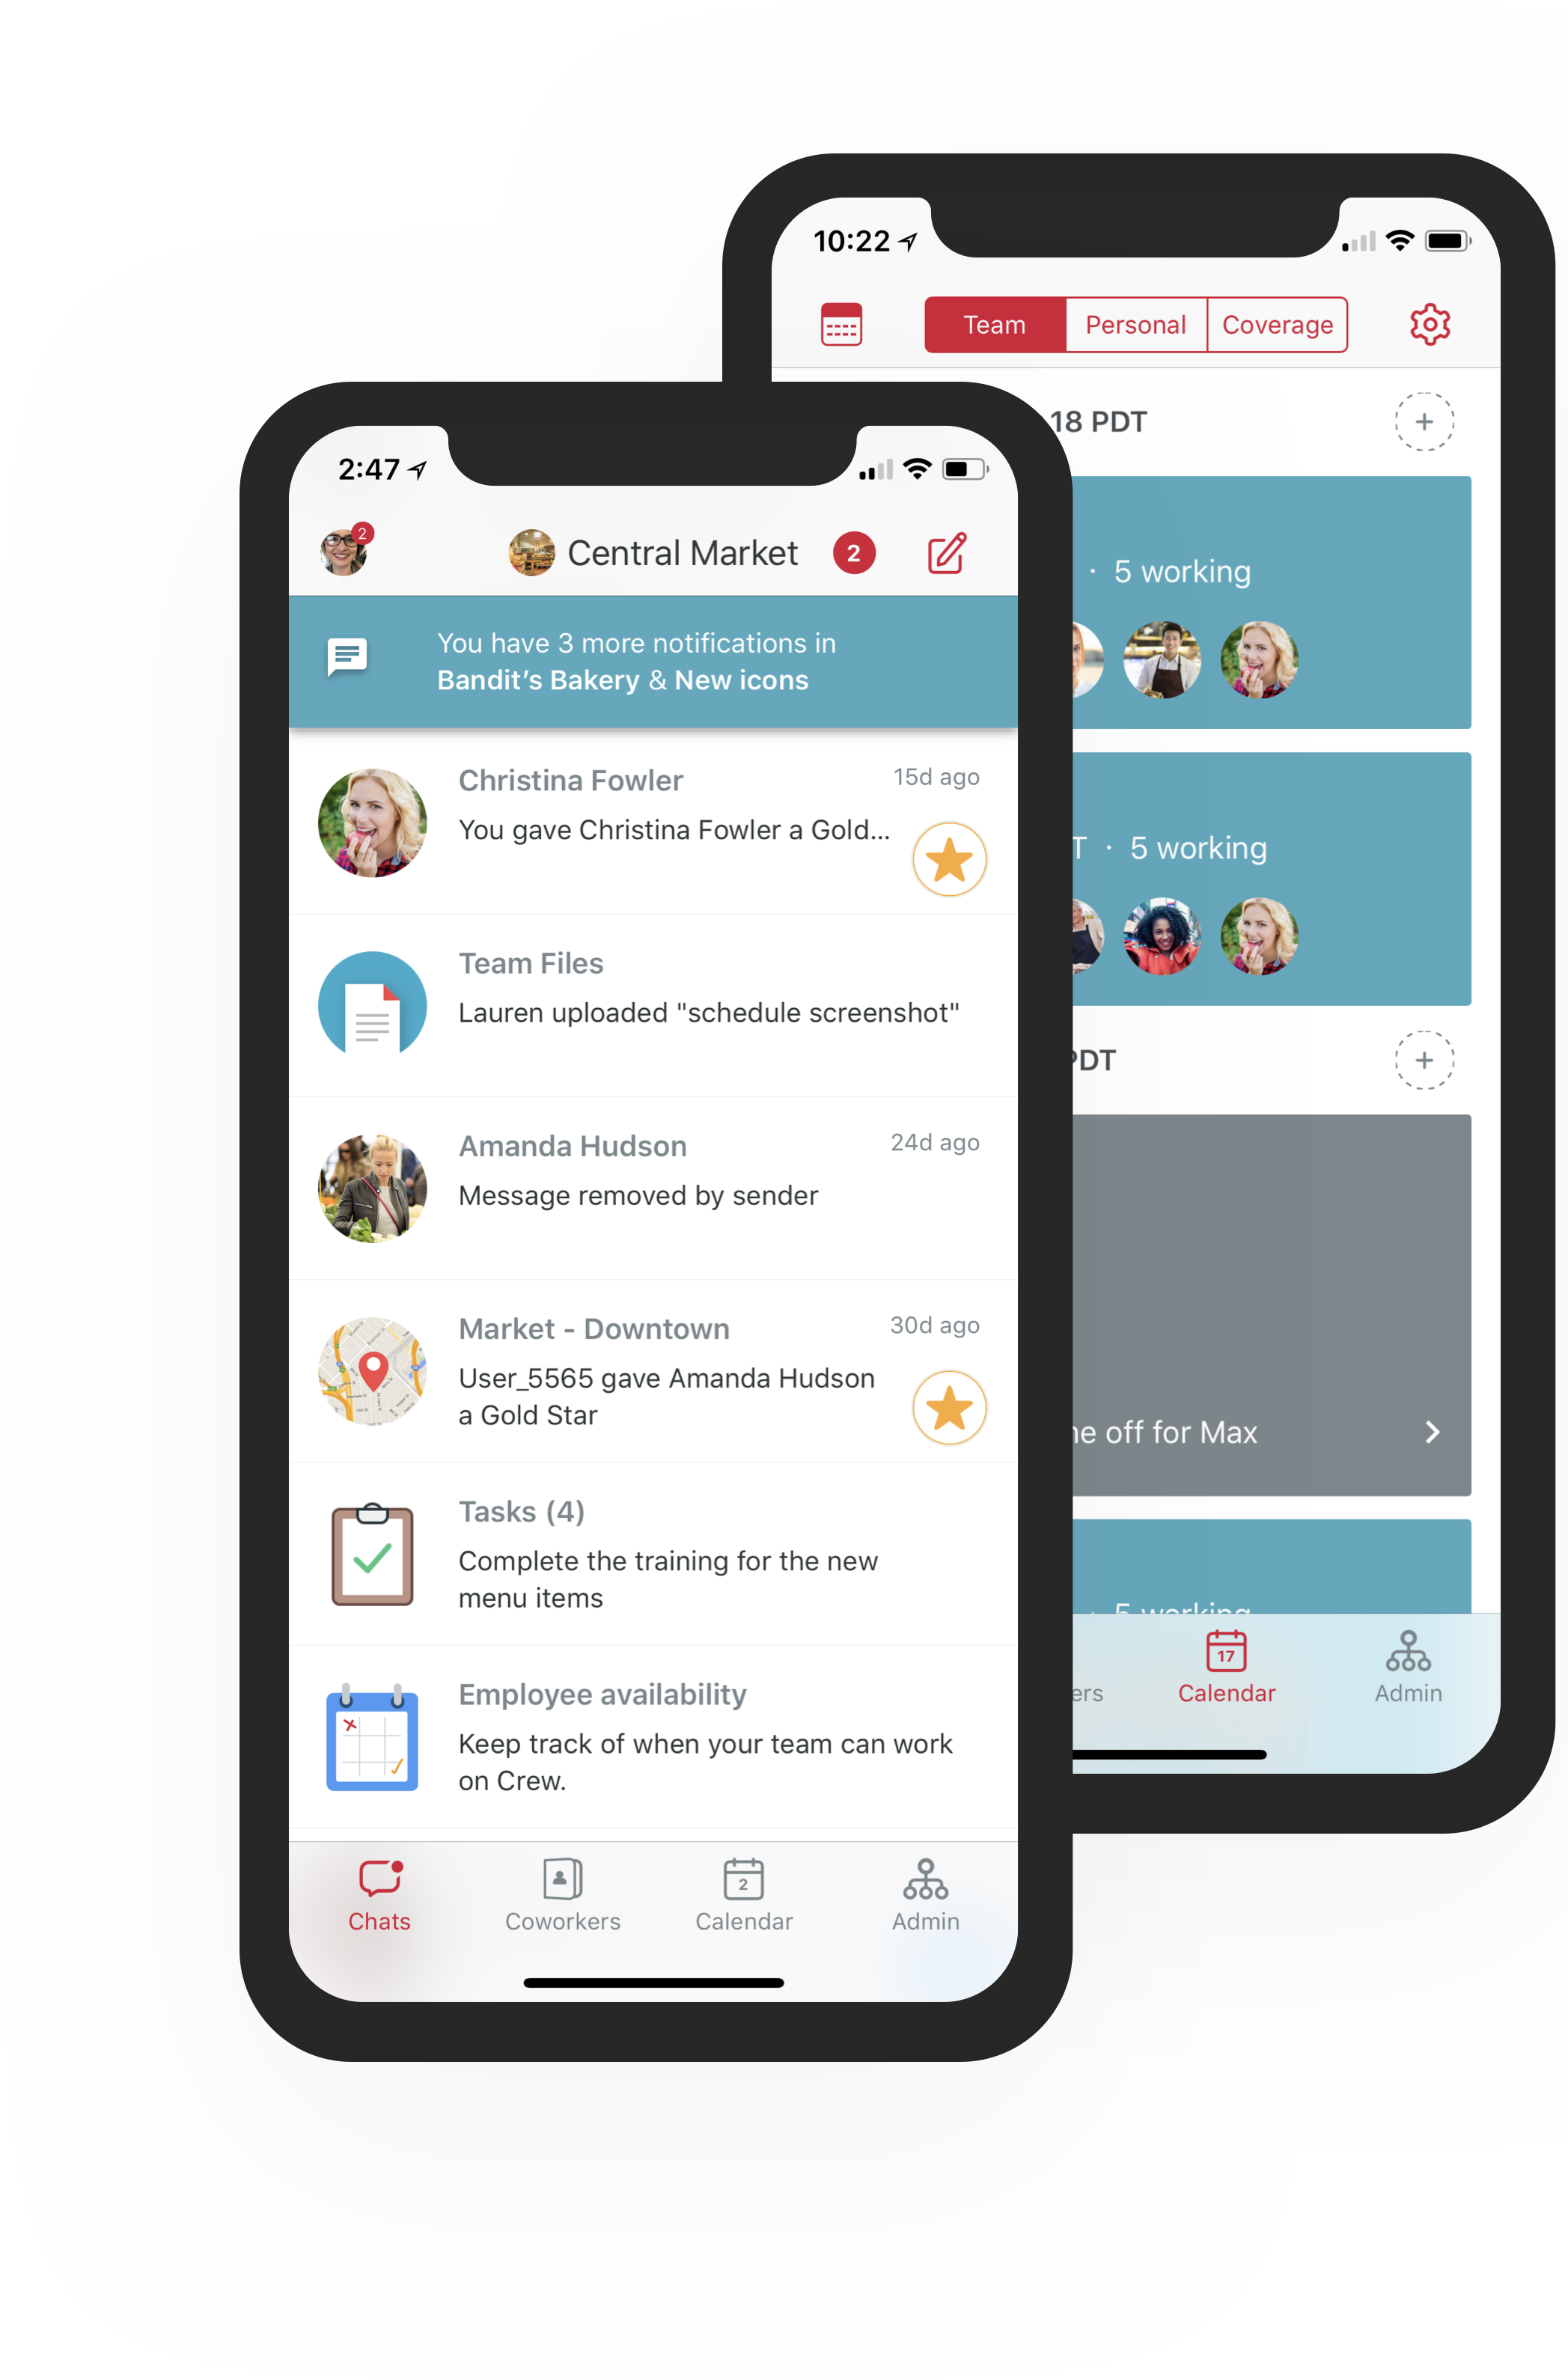 10:22
Team
Personal
Coverage
18 PDT
· 5 working
T · 5 working
PDT
off for Max
· 5 working
17
Calendar
Admin
2:47
2
Central Market
2
You have 3 more notifications in
Bandit’s Bakery & New icons
Christina Fowler
15d ago
You gave Christina Fowler a Gold...
Team Files
Lauren uploaded "schedule screenshot"
Amanda Hudson
24d ago
Message removed by sender
Market - Downtown
30d ago
User_5565 gave Amanda Hudson
a Gold Star
Tasks (4)
Complete the training for the new
menu items
Employee availability
Keep track of when your team can work
on Crew.
Chats
Coworkers
2
Calendar
Admin